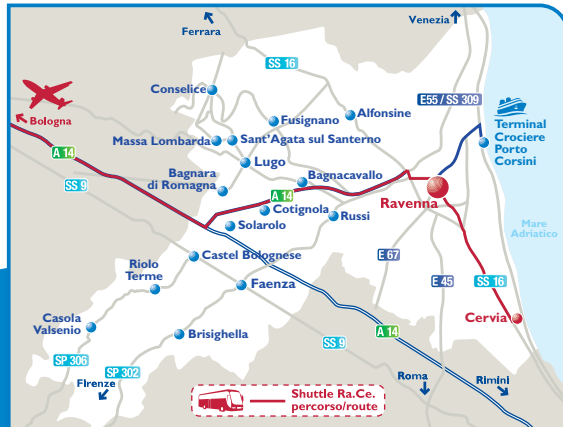 Ferrara
Venezia
SS 16
Conselice
E55/SS 309
Bologna
Fusignano
Alfonsine
Terminal
Crociere
Porto
Corsini
Massa Lombarda
Sant'Agata sul Santerno
A 14
Lugo
SS 9
Bagnara
di Romagna
Bagnacavallo
A 14
Ravenna
Cotignola
Russi
Solarolo
Mare
Adriatico
Castel Bolognese
E 67
Riolo
Terme
Faenza
E 45
SS 16
Casola
Valsenio
Cervia
Brisighella
A 14
SS 9
SP 306
SP 302
Firenze
Roma
Rimini
Shuttle Ra.Ce.
percorso/route